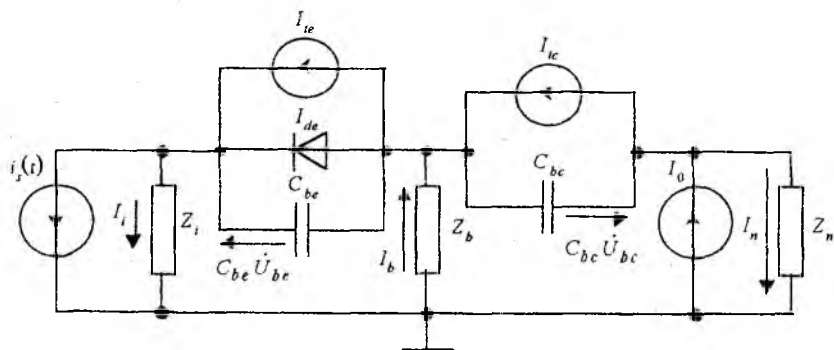 I_te
I_tc
I_de
i_s(t)
C_be
C_bc
I_0
I_i
Z_i
I_b
Z_b
I_n
Z_n
C_be U̇_be
C_bc U̇_bc